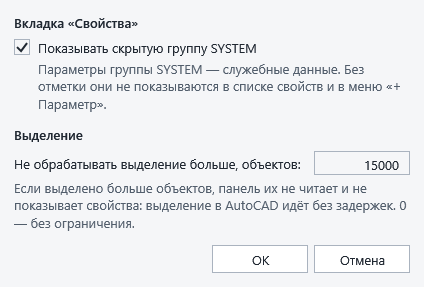 Вкладка «Свойства»
Показывать скрытую группу SYSTEM
Параметры группы SYSTEM — служебные данные. Без
отметки они не показываются в списке свойств и в меню «+
Параметр».
Выделение
Не обрабатывать выделение больше, объектов: 15000
Если выделено больше объектов, панель их не читает и не
показывает свойства: выделение в AutoCAD идёт без задержек. 0
— без ограничения.
ОК Отмена